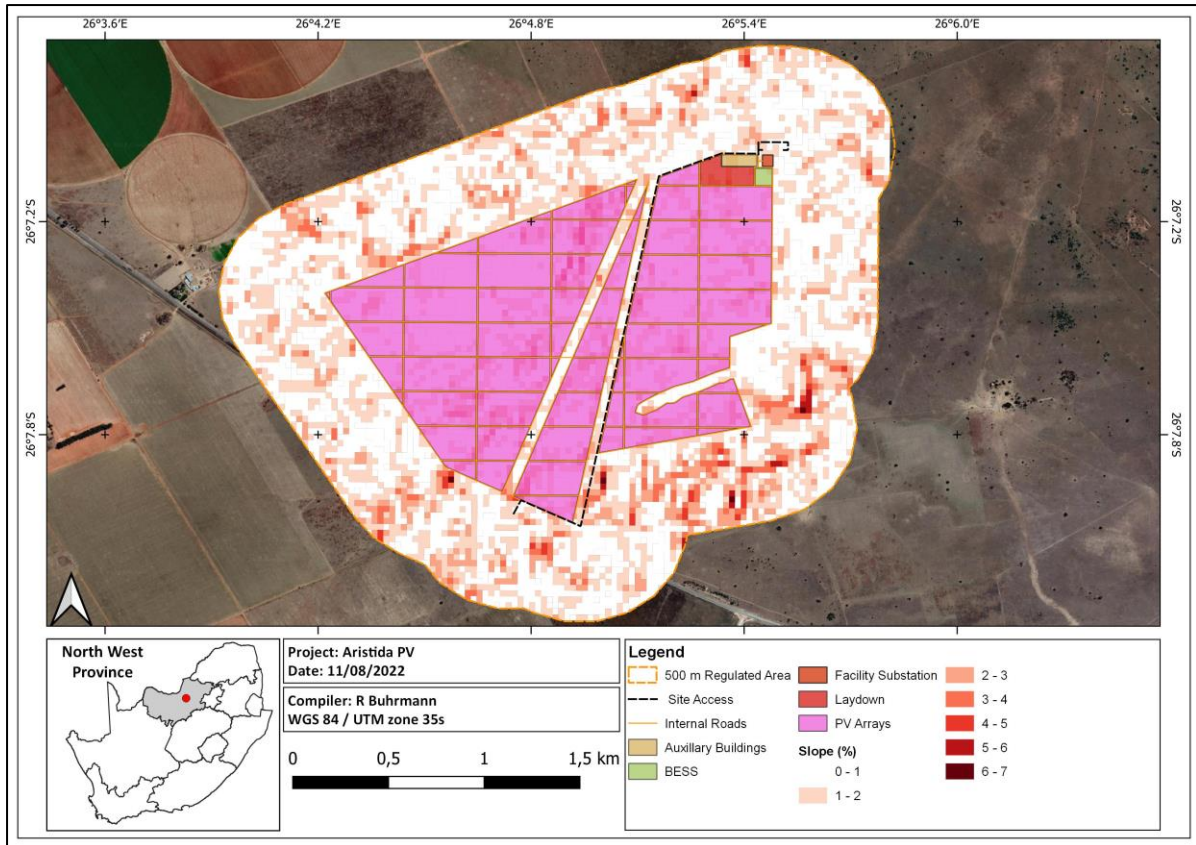 26°3.6'E 26°4.2'E 26°4.8'E 26°5.4'E 26°6.0'E
26°7.2'S 26°7.2'S
26°7.8'S 26°7.8'S
North West
Province
Project: Aristida PV
Date: 11/08/2022
Compiler: R Buhrmann
WGS 84 / UTM zone 35s
0 0,5 1 1,5 km
Legend
500 m Regulated Area
Site Access
Internal Roads
Auxillary Buildings
BESS
Facility Substation
Laydown
PV Arrays
Slope (%)
0 - 1
1 - 2
2 - 3
3 - 4
4 - 5
5 - 6
6 - 7